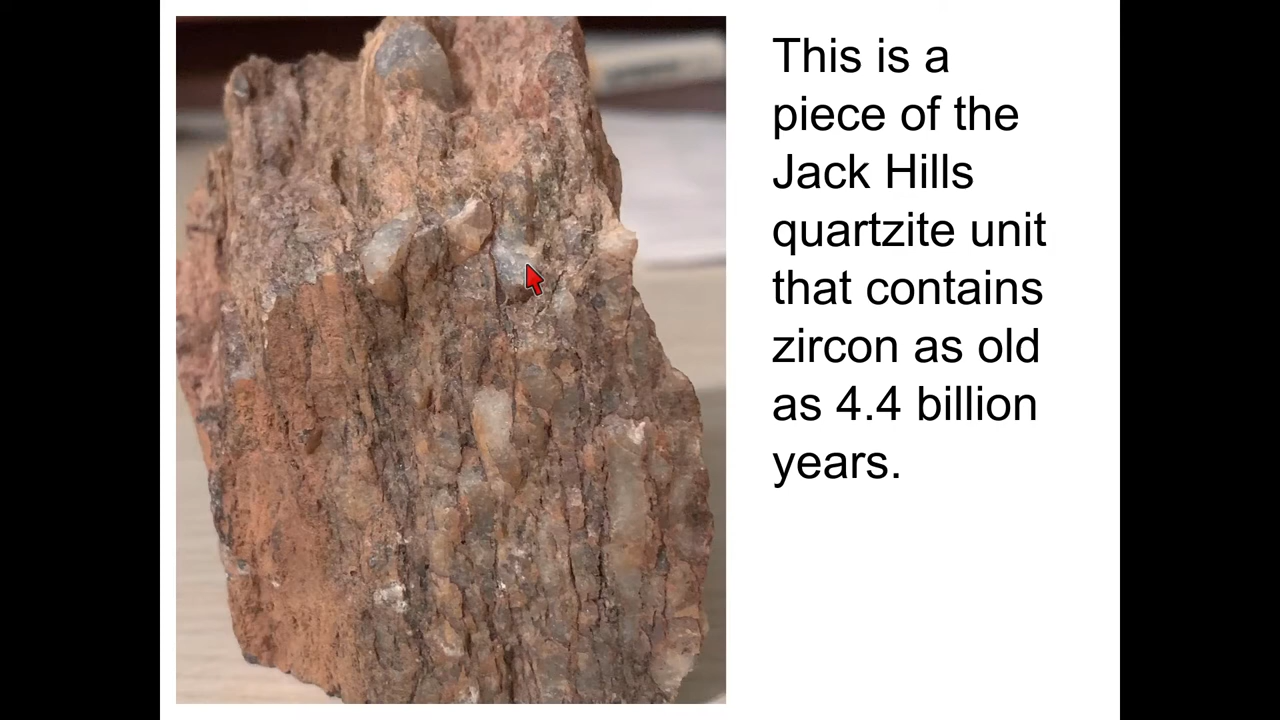 This is a
piece of the
Jack Hills
quartzite unit
that contains
zircon as old
as 4.4 billion
years.